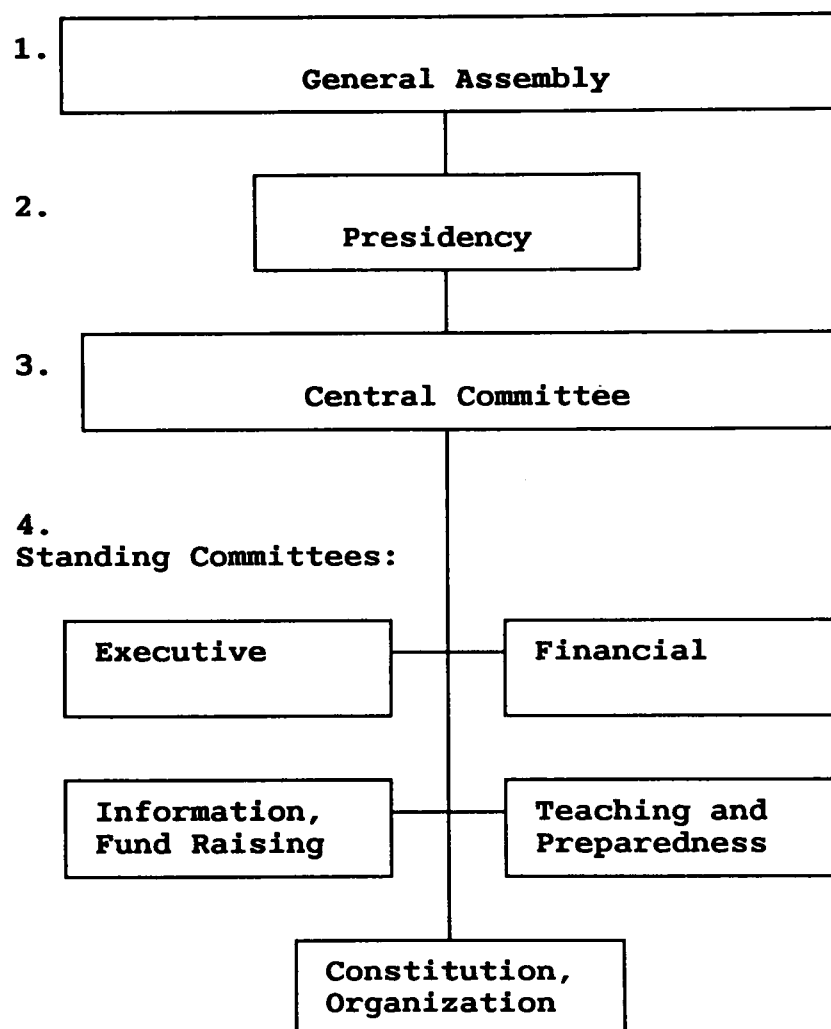 1.
General Assembly
2.
Presidency
3.
Central Committee
4.
Standing Committees:
Executive
Financial
Information,
Fund Raising
Teaching and
Preparedness
Constitution,
Organization